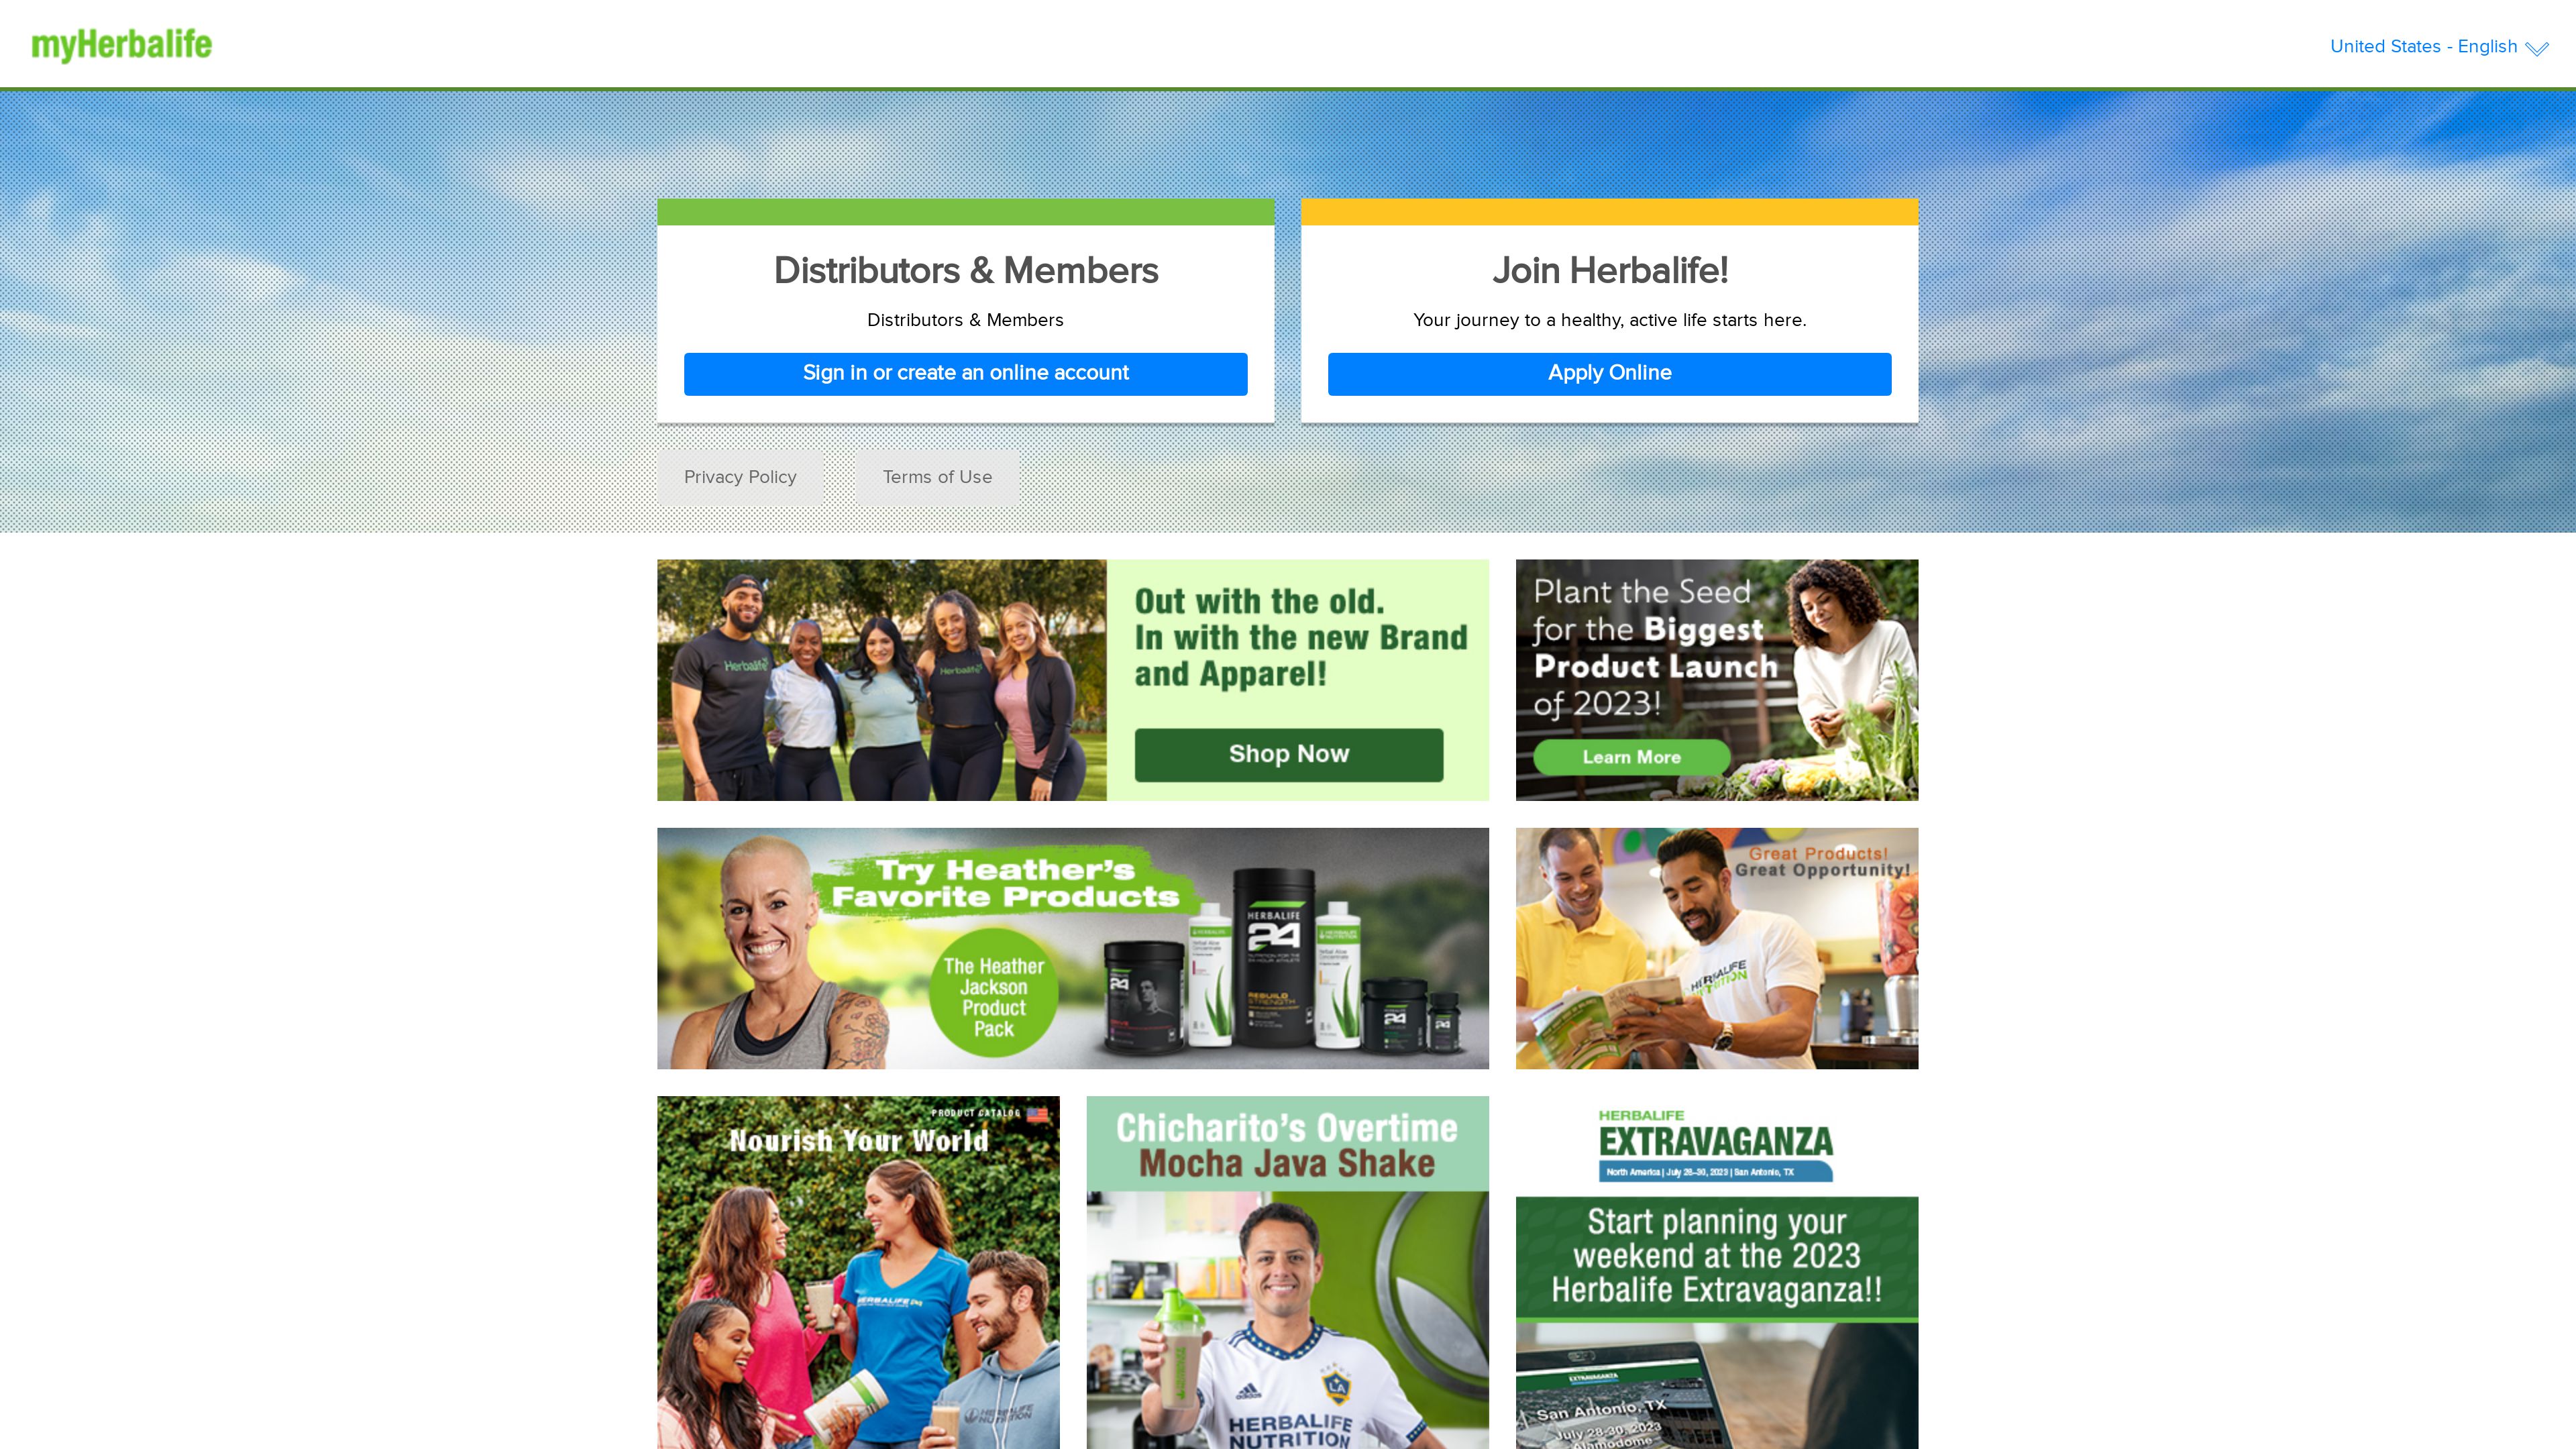 myHerbalife
United States - English
Distributors & Members
Distributors & Members
Sign in or create an online account
Join Herbalife!
Your journey to a healthy, active life starts here.
Apply Online
Privacy Policy
Terms of Use
Herbalife
Herbalife
Out with the old.
In with the new Brand
and Apparel!
Shop Now
Plant the Seed
for the Biggest
Product Launch
of 2023!
Learn More
Try Heather's
Favorite Products
The Heather
Jackson
Product
Pack
24
HERBALIFE
24
REBUILD
STRENGTH
24
24
Great Products!
Great Opportunity!
HERBALIFE
NUTRITION
PRODUCT CATALOG
Nourish Your World
HERBALIFE
HERBALIFE
NUTRITION
Chicharito's Overtime
Mocha Java Shake
adidas
LA
HERBALIFE
NUTRITION
HERBALIFE
EXTRAVAGANZA
North America | July 28-30, 2023 | San Antonio, TX
Start planning your
weekend at the 2023
Herbalife Extravaganza!!
EXTRAVAGANZA
San Antonio, TX
July 28-30, 2023
Alamodome